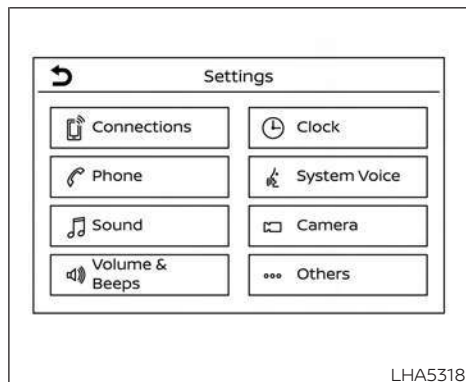 Settings
Connections
Clock
Phone
System Voice
Sound
Camera
Volume &
Beeps
Others
LHA5318